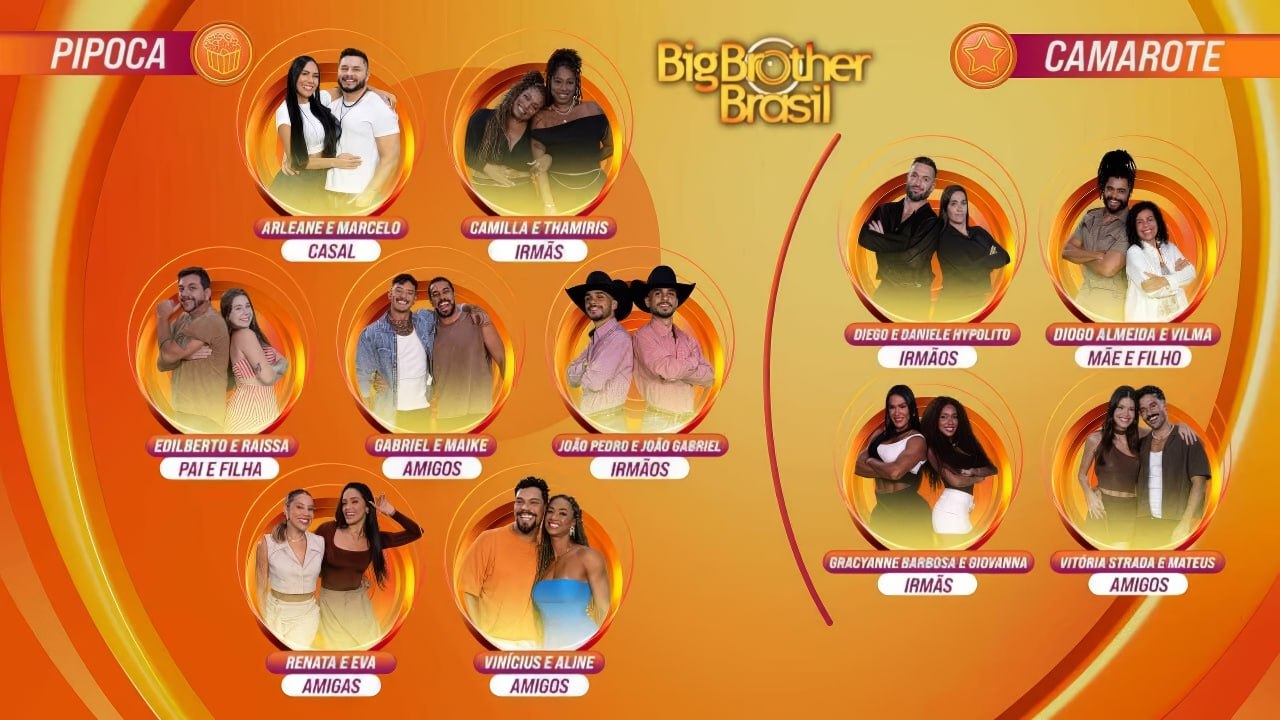 PIPOCA
Big Brother
Brasil
CAMAROTE
ARLEANE E MARCELO
CASAL
CAMILLA E THAMIRIS
IRMÃS
EDILBERTO E RAISSA
PAI E FILHA
GABRIEL E MAIKE
AMIGOS
JOÃO PEDRO E JOÃO GABRIEL
IRMÃOS
RENATA E EVA
AMIGAS
VINÍCIUS E ALINE
AMIGOS
DIEGO E DANIELE HYPOLITO
IRMÃOS
DIOGO ALMEIDA E VILMA
MÃE E FILHO
GRACYANNE BARBOSA E GIOVANNA
IRMÃS
VITÓRIA STRADA E MATEUS
AMIGOS